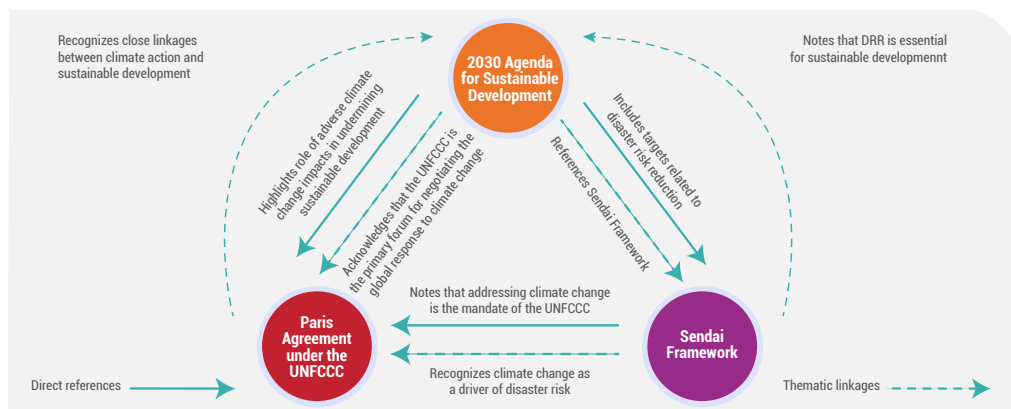 Recognizes close linkages
between climate action and
sustainable development
Notes that DRR is essential
for sustainable developmennt
2030 Agenda
for Sustainable
Development
Highlights role of adverse climate
change impacts in undermining
sustainable development
Acknowledges that the UNFCCC is
the primary forum for negotiating the
global response to climate change
References Sendai Framework
Includes targets related to
disaster risk reduction
Notes that addressing climate change
is the mandate of the UNFCCC
Paris
Agreement
under the
UNFCCC
Sendai
Framework
Recognizes climate change as
a driver of disaster risk
Direct references
Thematic linkages